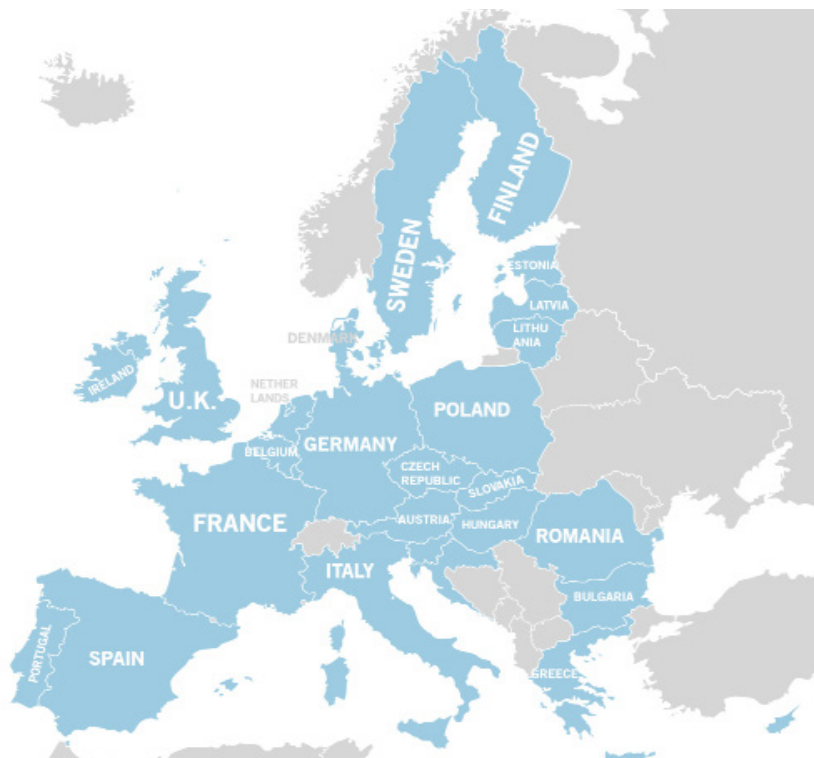 FINLAND
SWEDEN
ESTONIA
LATVIA
LITHU
ANIA
DENMARK
IRELAND
U.K.
NETHER
LANDS
POLAND
GERMANY
BELGIUM
CZECH
REPUBLIC
SLOVAKIA
FRANCE
AUSTRIA
HUNGARY
ROMANIA
ITALY
BULGARIA
PORTUGAL
SPAIN
GREECE